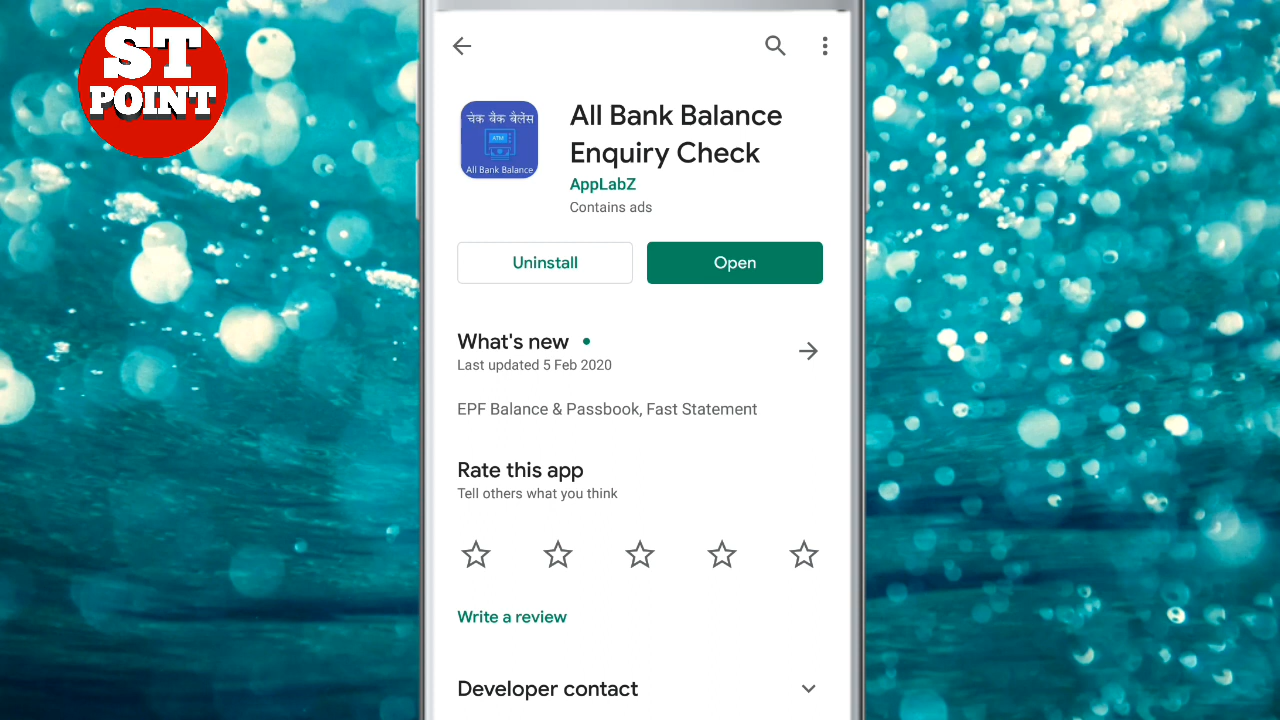 ST
POINT
चेक बैंक बैलेंस
ATM
All Bank Balance
All Bank Balance
Enquiry Check
AppLabZ
Contains ads
Uninstall
Open
What's new
Last updated 5 Feb 2020
EPF Balance & Passbook, Fast Statement
Rate this app
Tell others what you think
Write a review
Developer contact